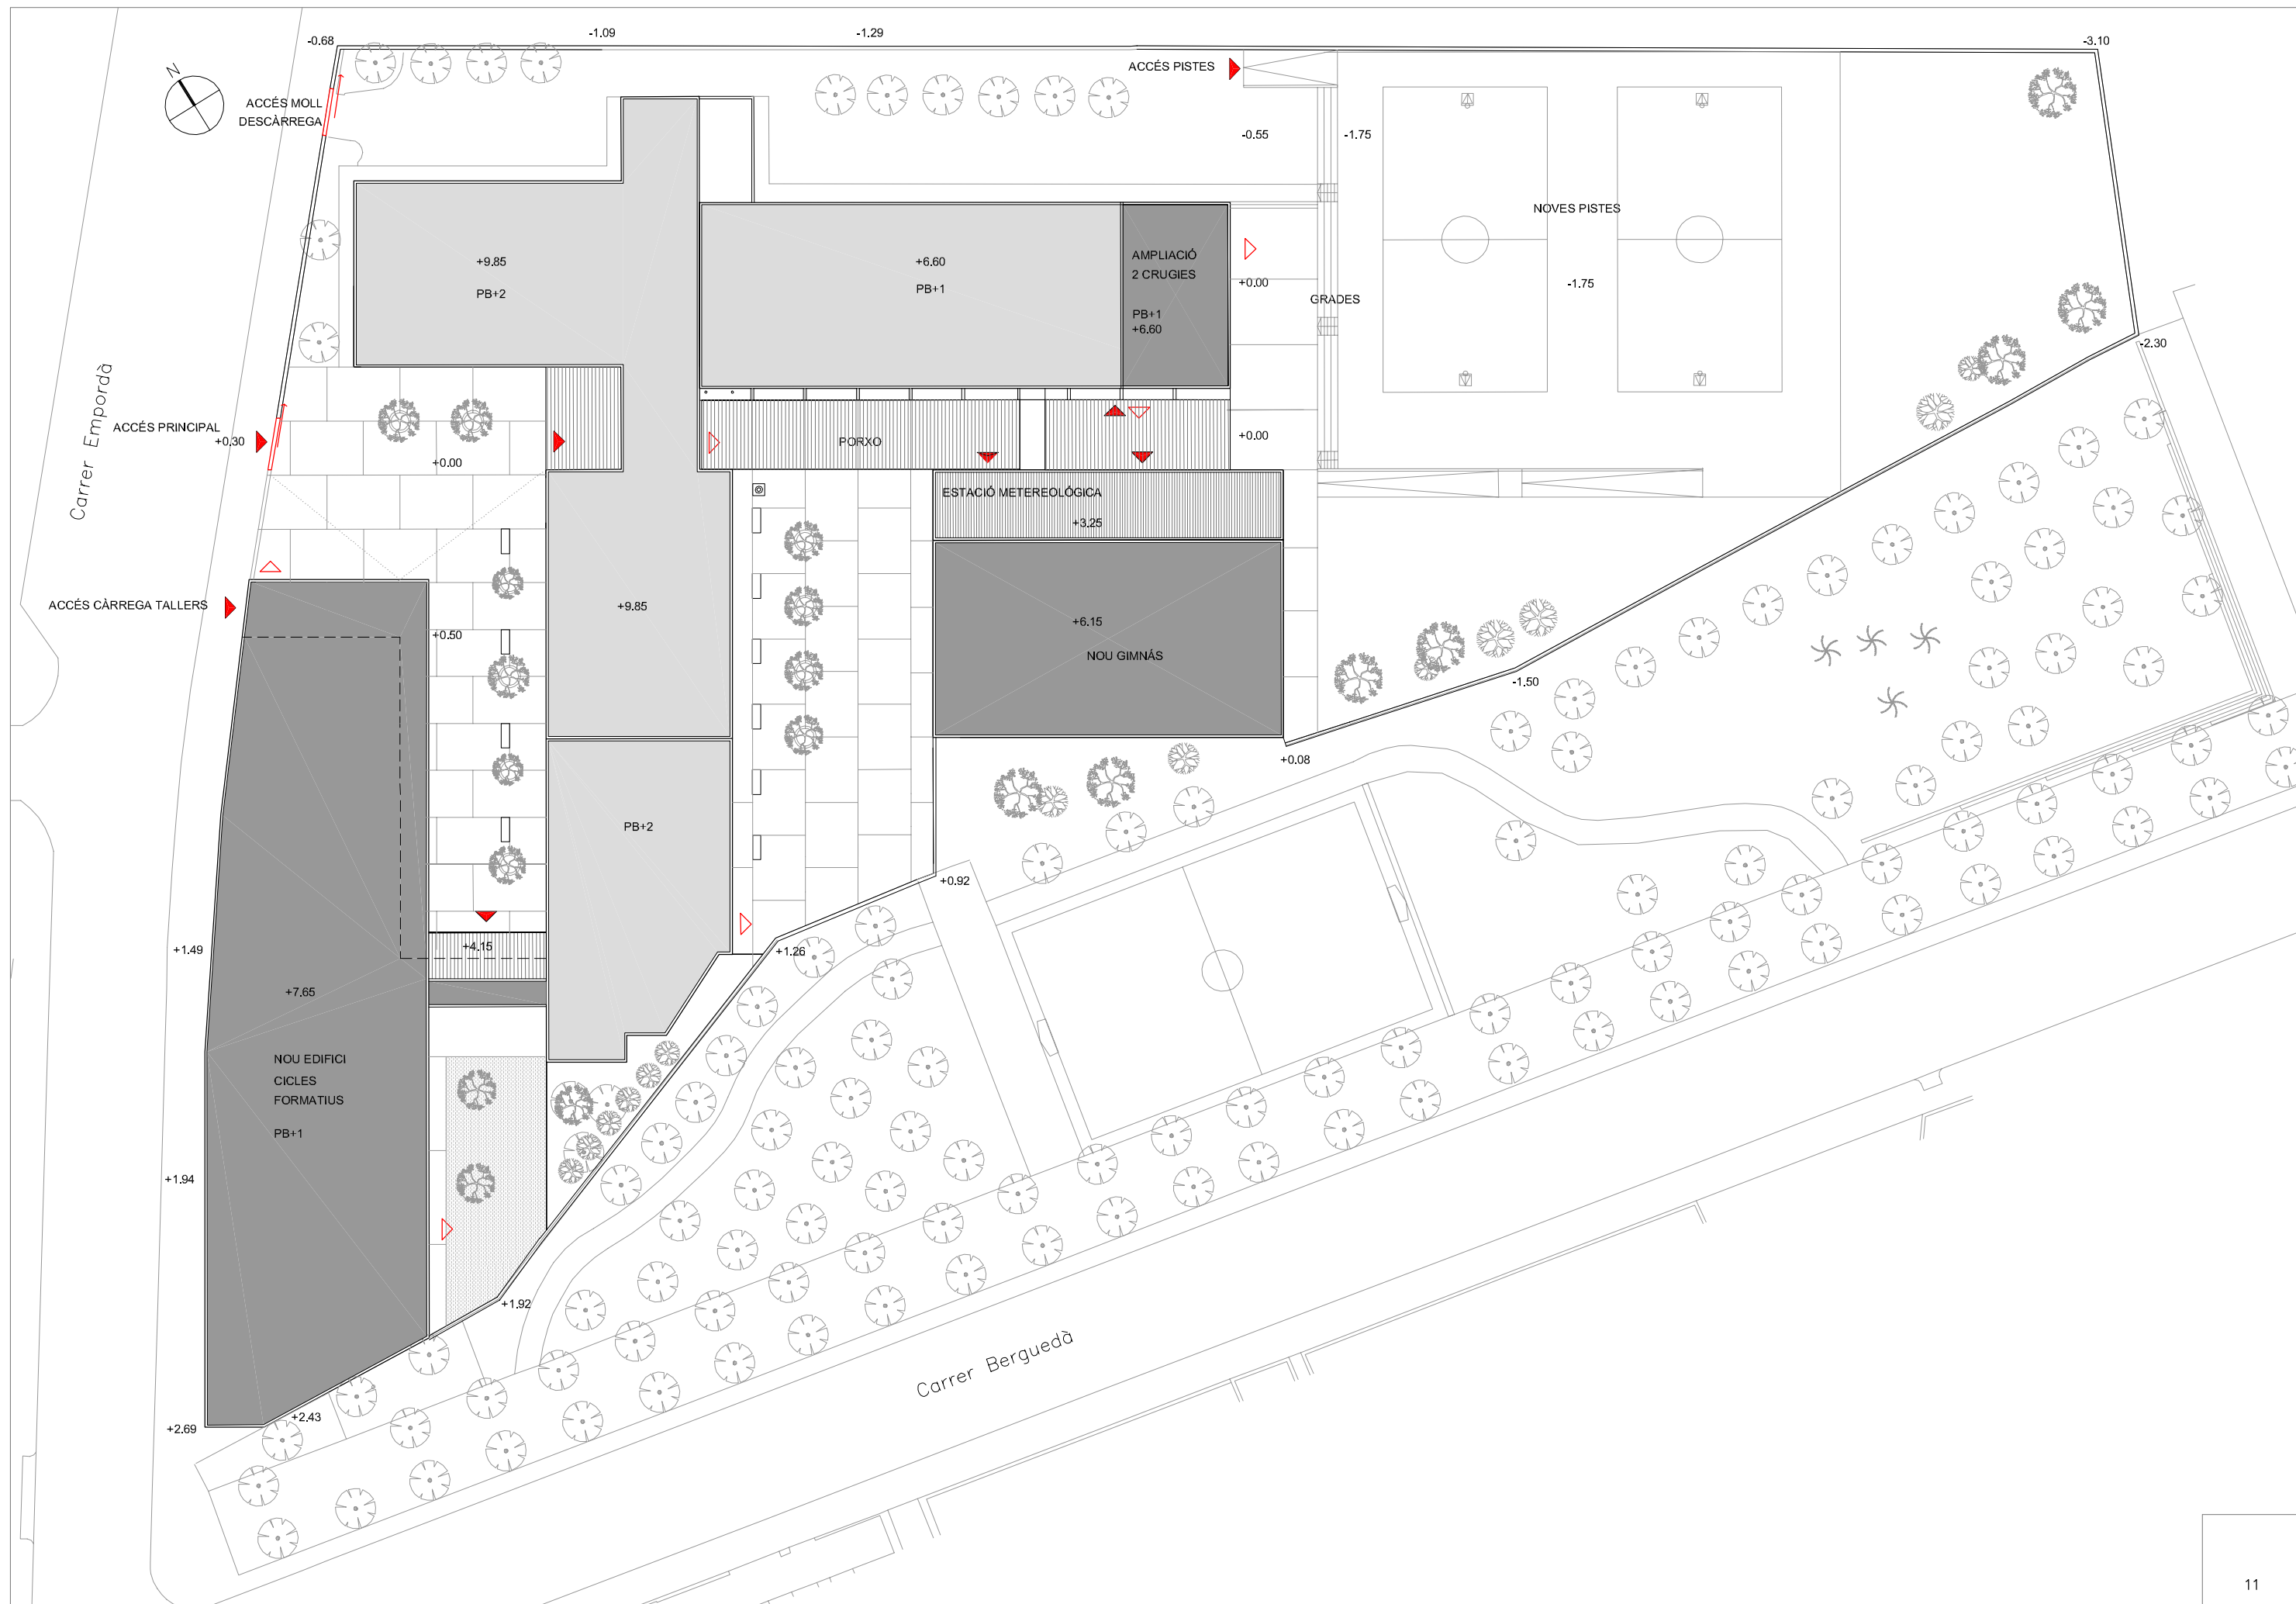 -0.68
-1.09
-1.29
-3.10
N
ACCÉS MOLL
DESCÀRREGA
ACCÉS PISTES
-0.55
-1.75
NOVES PISTES
+9.85
PB+2
+6.60
PB+1
AMPLIACIÓ
2 CRUGIES
PB+1
+6.60
+0.00
GRADES
-1.75
-2.30
Carrer Empordà
ACCÉS PRINCIPAL
+0.30
+0.00
PORXO
+0.00
ESTACIÓ METEREOLÓGICA
+3.25
ACCÉS CÀRREGA TALLERS
+0.50
+9.85
+6.15
NOU GIMNÁS
-1.50
+0.08
PB+2
+0.92
+1.49
+4.15
+1.26
+7.65
NOU EDIFICI
CICLES
FORMATIUS
PB+1
+1.94
+1.92
Carrer Berguedà
+2.43
+2.69
11